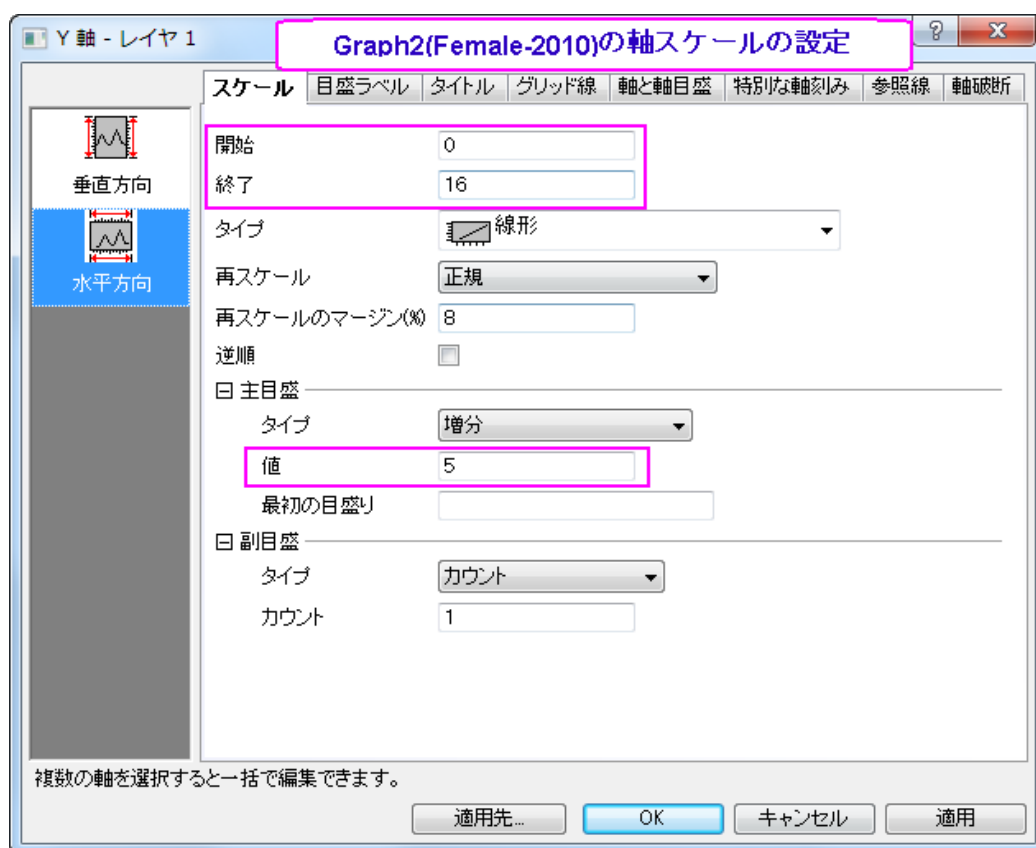 Y 軸 - レイヤ 1
Graph2(Female-2010)の軸スケールの設定
?
スケール 目盛ラベル タイトル グリッド線 軸と軸目盛 特別な軸刻み 参照線 軸破断
垂直方向
水平方向
開始 0
終了 16
タイプ 線形
再スケール 正規
再スケールのマージン(%) 8
逆順
主目盛
タイプ 増分
値 5
最初の目盛り
副目盛
タイプ カウント
カウント 1
複数の軸を選択すると一括で編集できます。
適用先... OK キャンセル 適用